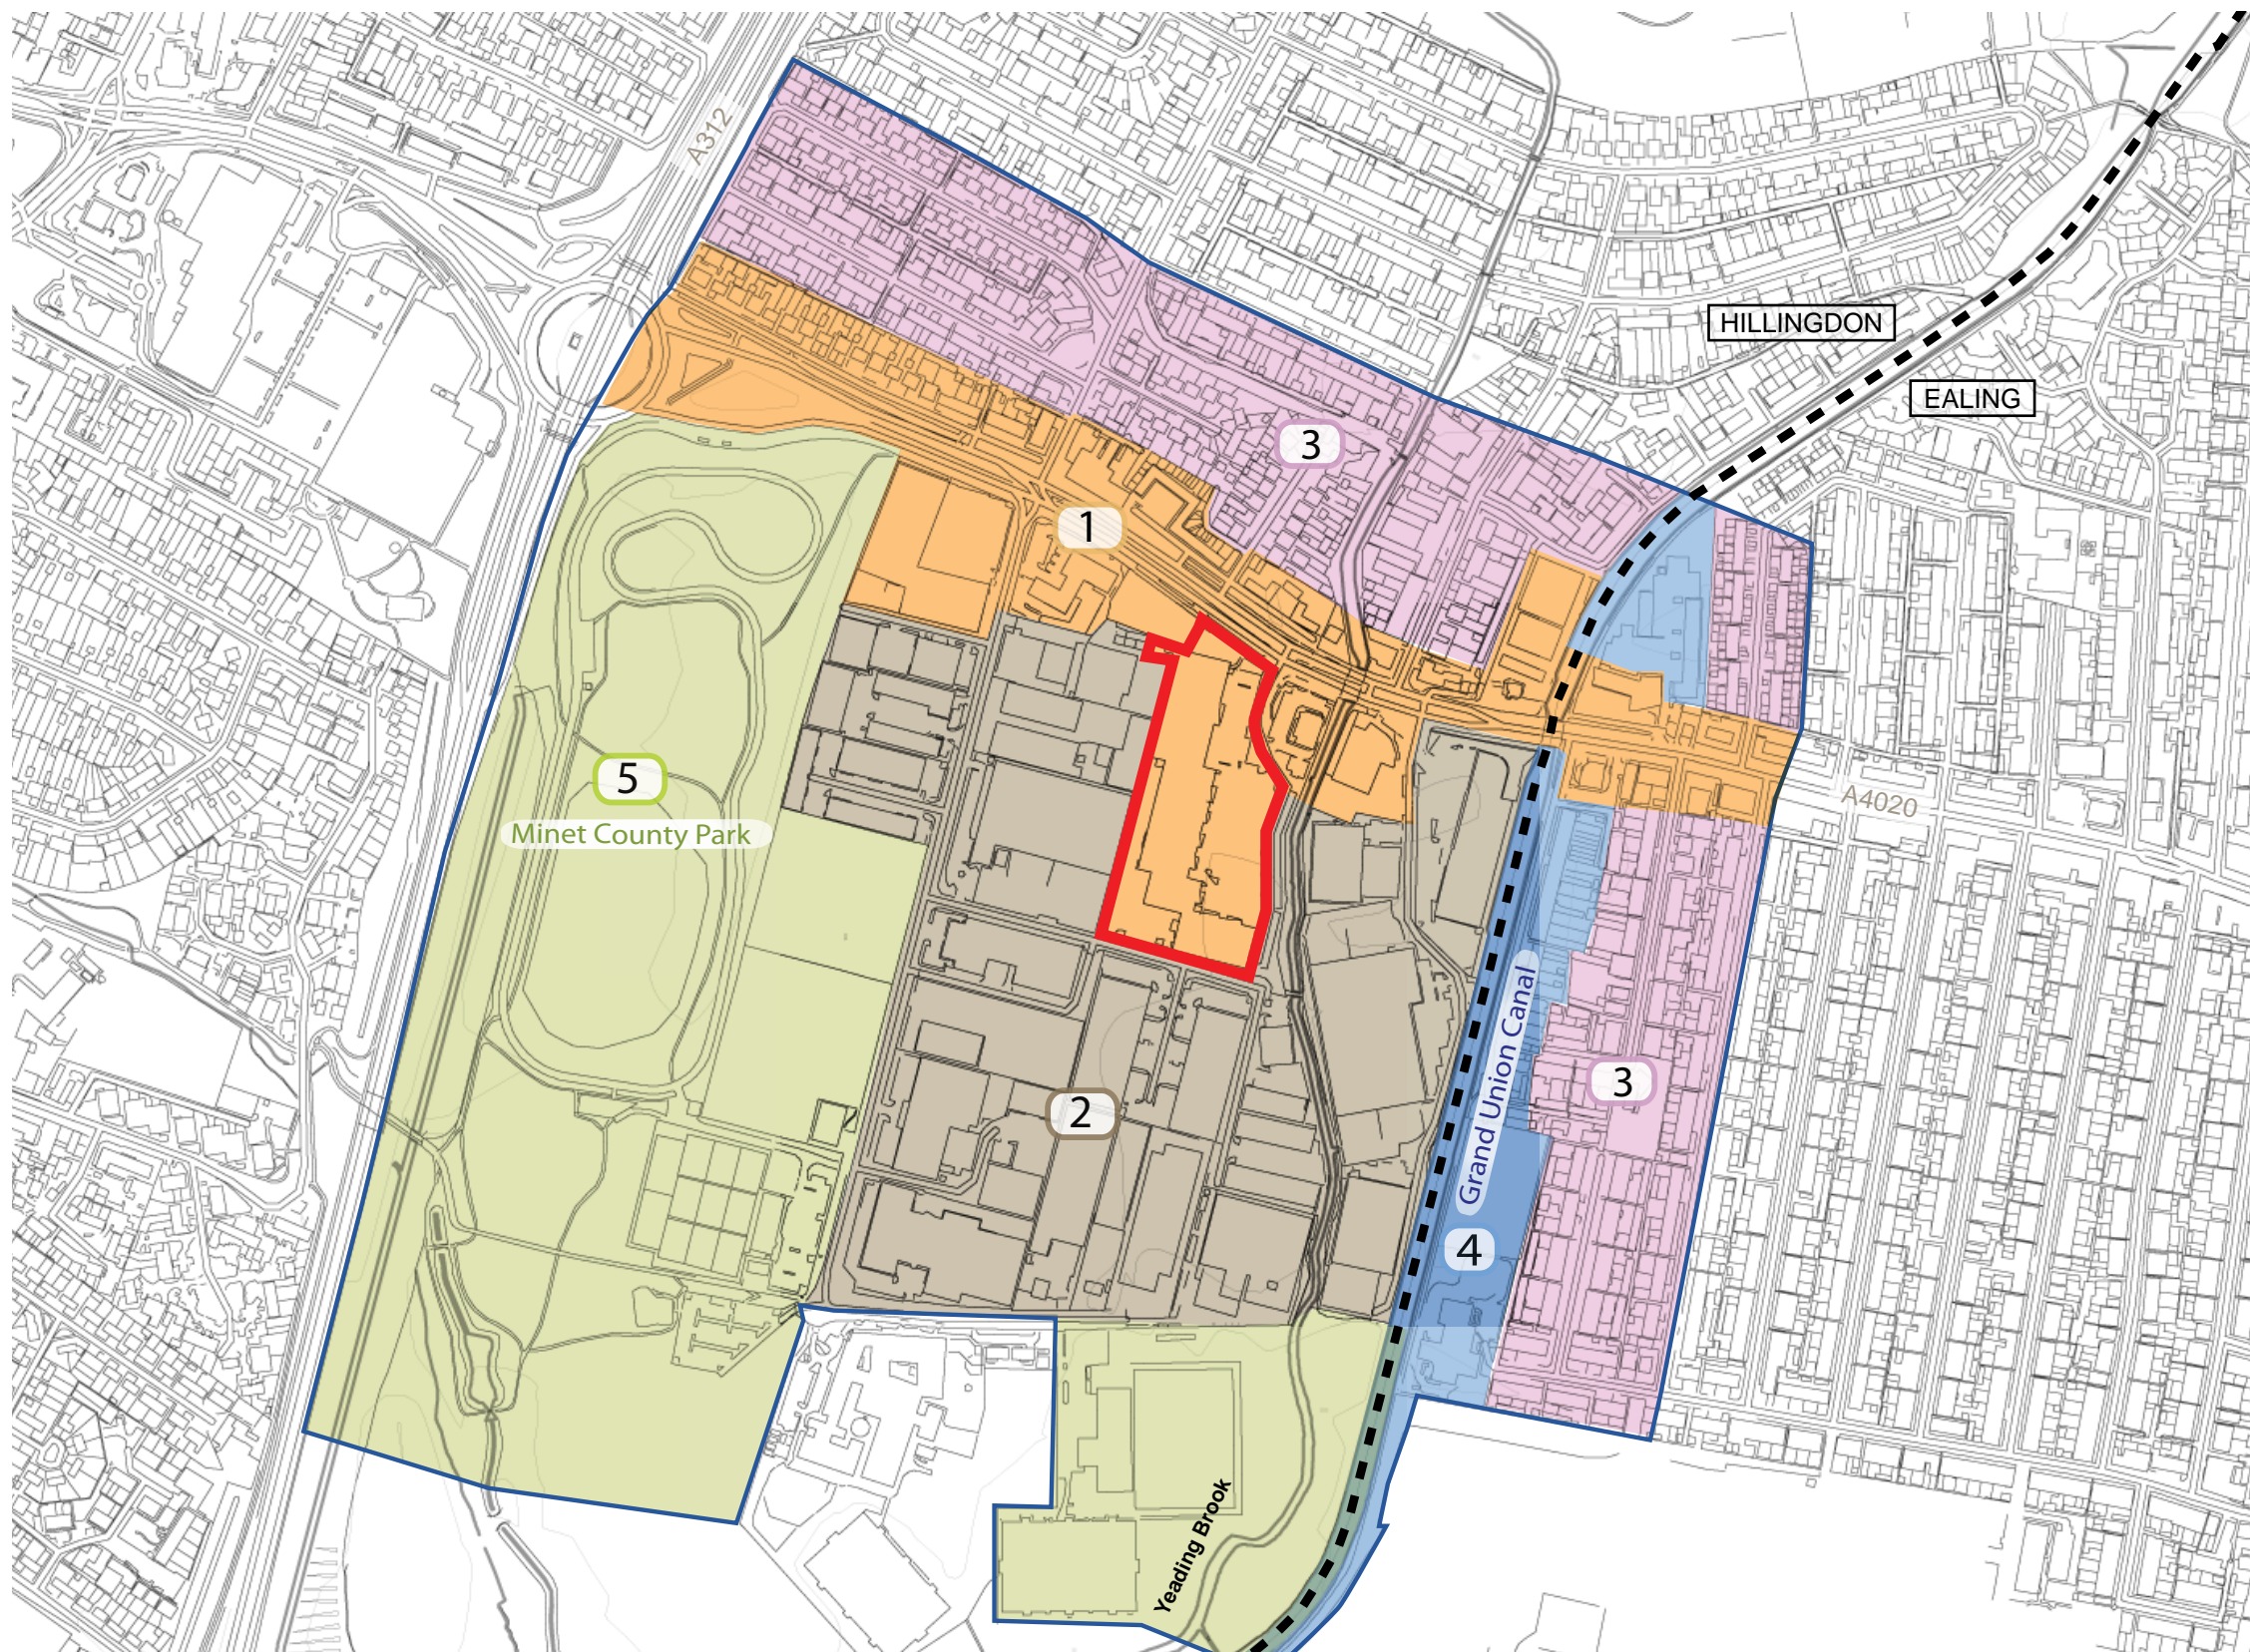 A312
HILLINGDON
EALING
3
1
5
Minet County Park
A4020
Grand Union Canal
3
2
4
Yeading Brook